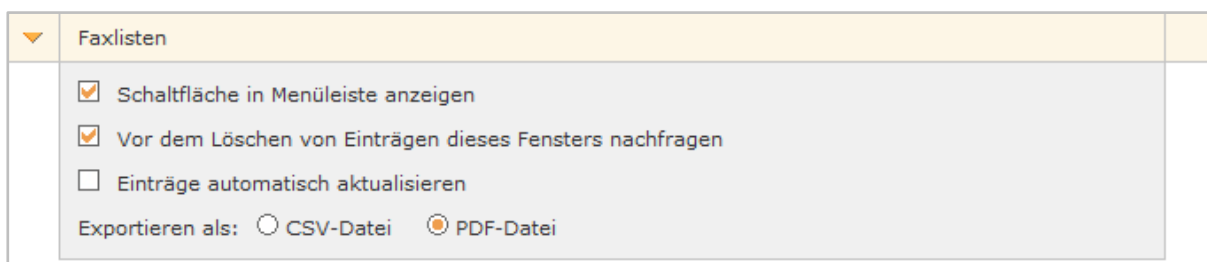 Faxlisten
Schaltfläche in Menüleiste anzeigen
Vor dem Löschen von Einträgen dieses Fensters nachfragen
Einträge automatisch aktualisieren
Exportieren als: CSV-Datei PDF-Datei